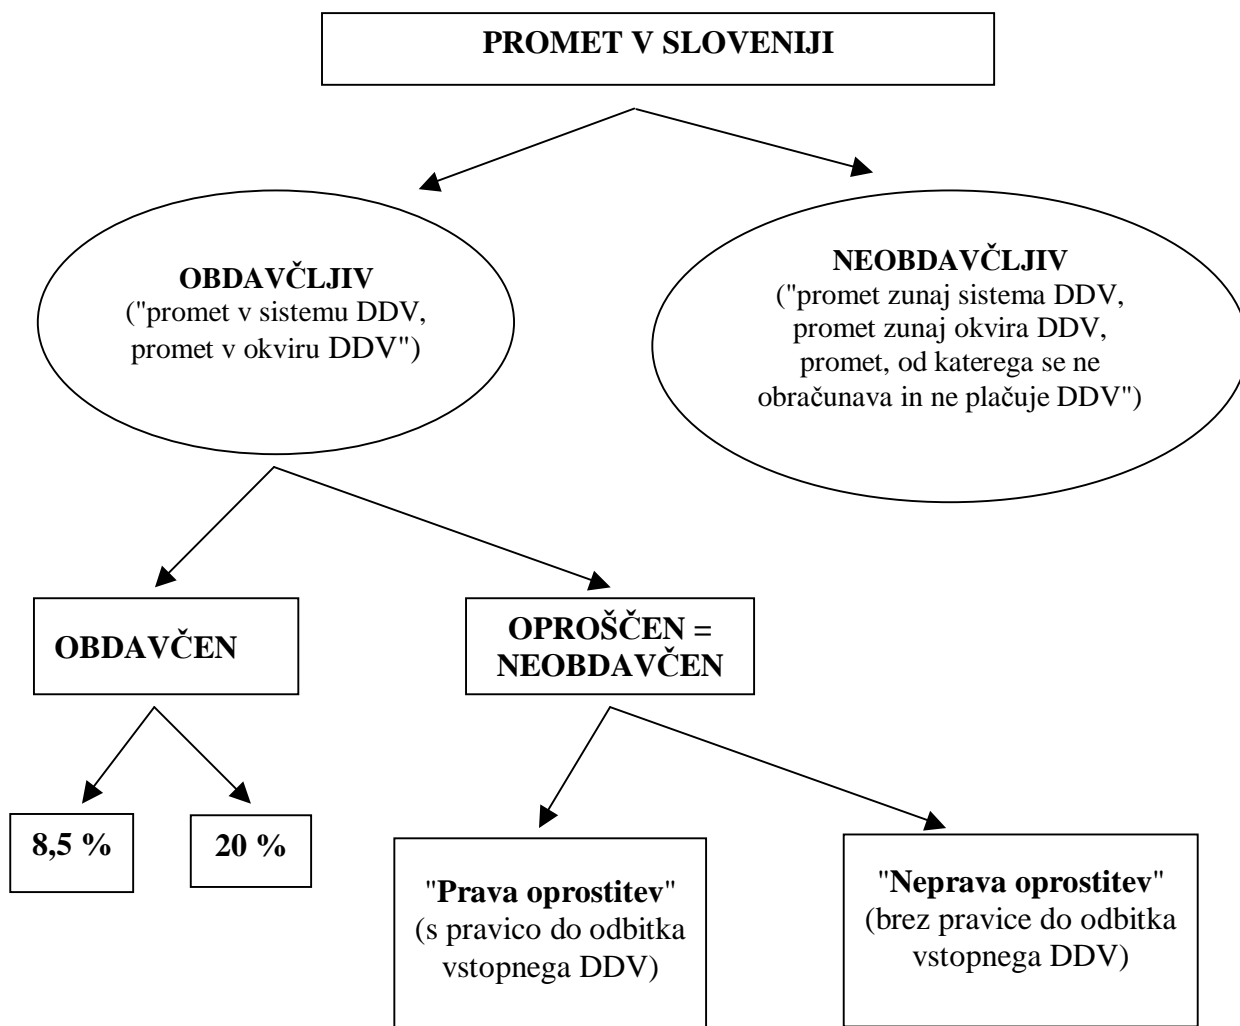 PROMET V SLOVENIJI
OBDAVČLJIV
("promet v sistemu DDV,
promet v okviru DDV")
NEOBDAVČLJIV
("promet zunaj sistema DDV,
promet zunaj okvira DDV,
promet, od katerega se ne
obračunava in ne plačuje DDV")
OBDAVČEN
OPROŠČEN =
NEOBDAVČEN
8,5 %
20 %
"Prava oprostitev"
(s pravico do odbitka
vstopnega DDV)
"Neprava oprostitev"
(brez pravice do odbitka
vstopnega DDV)